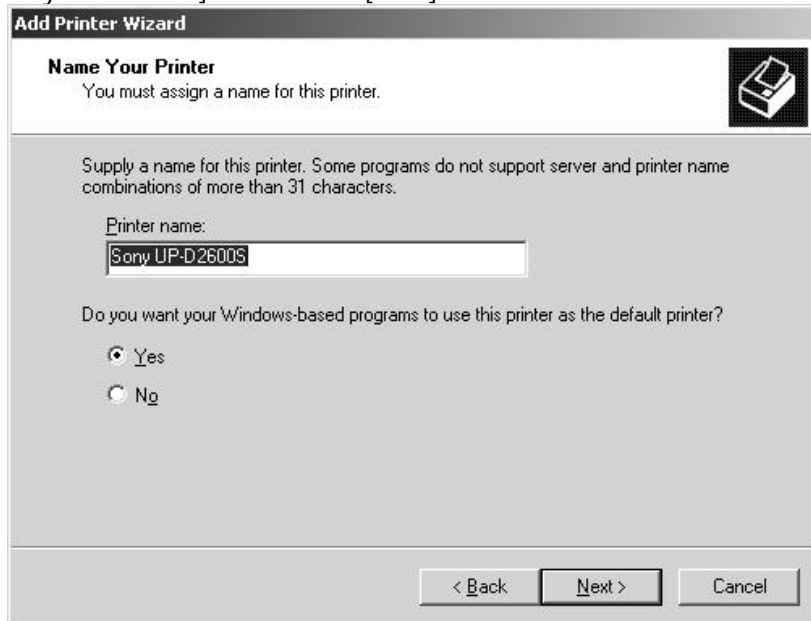 Add Printer Wizard
Name Your Printer
You must assign a name for this printer.
Supply a name for this printer. Some programs do not support server and printer name
combinations of more than 31 characters.
Printer name:
Sony UP-D2600S
Do you want your Windows-based programs to use this printer as the default printer?
Yes
No
< Back Next > Cancel